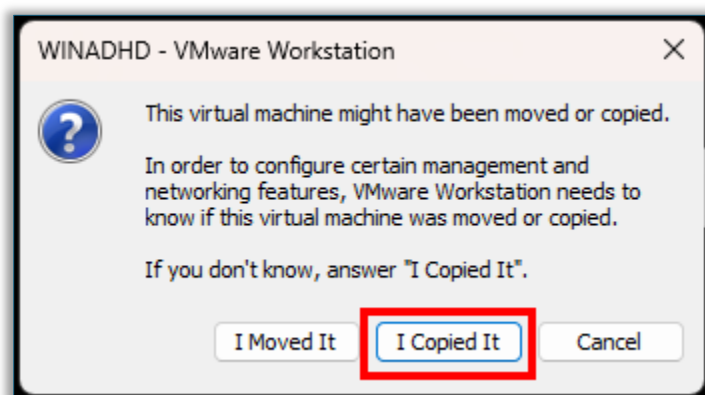 WINADHD - VMware Workstation
This virtual machine might have been moved or copied.
In order to configure certain management and
networking features, VMware Workstation needs to
know if this virtual machine was moved or copied.
If you don't know, answer "I Copied It".
I Moved It I Copied It Cancel